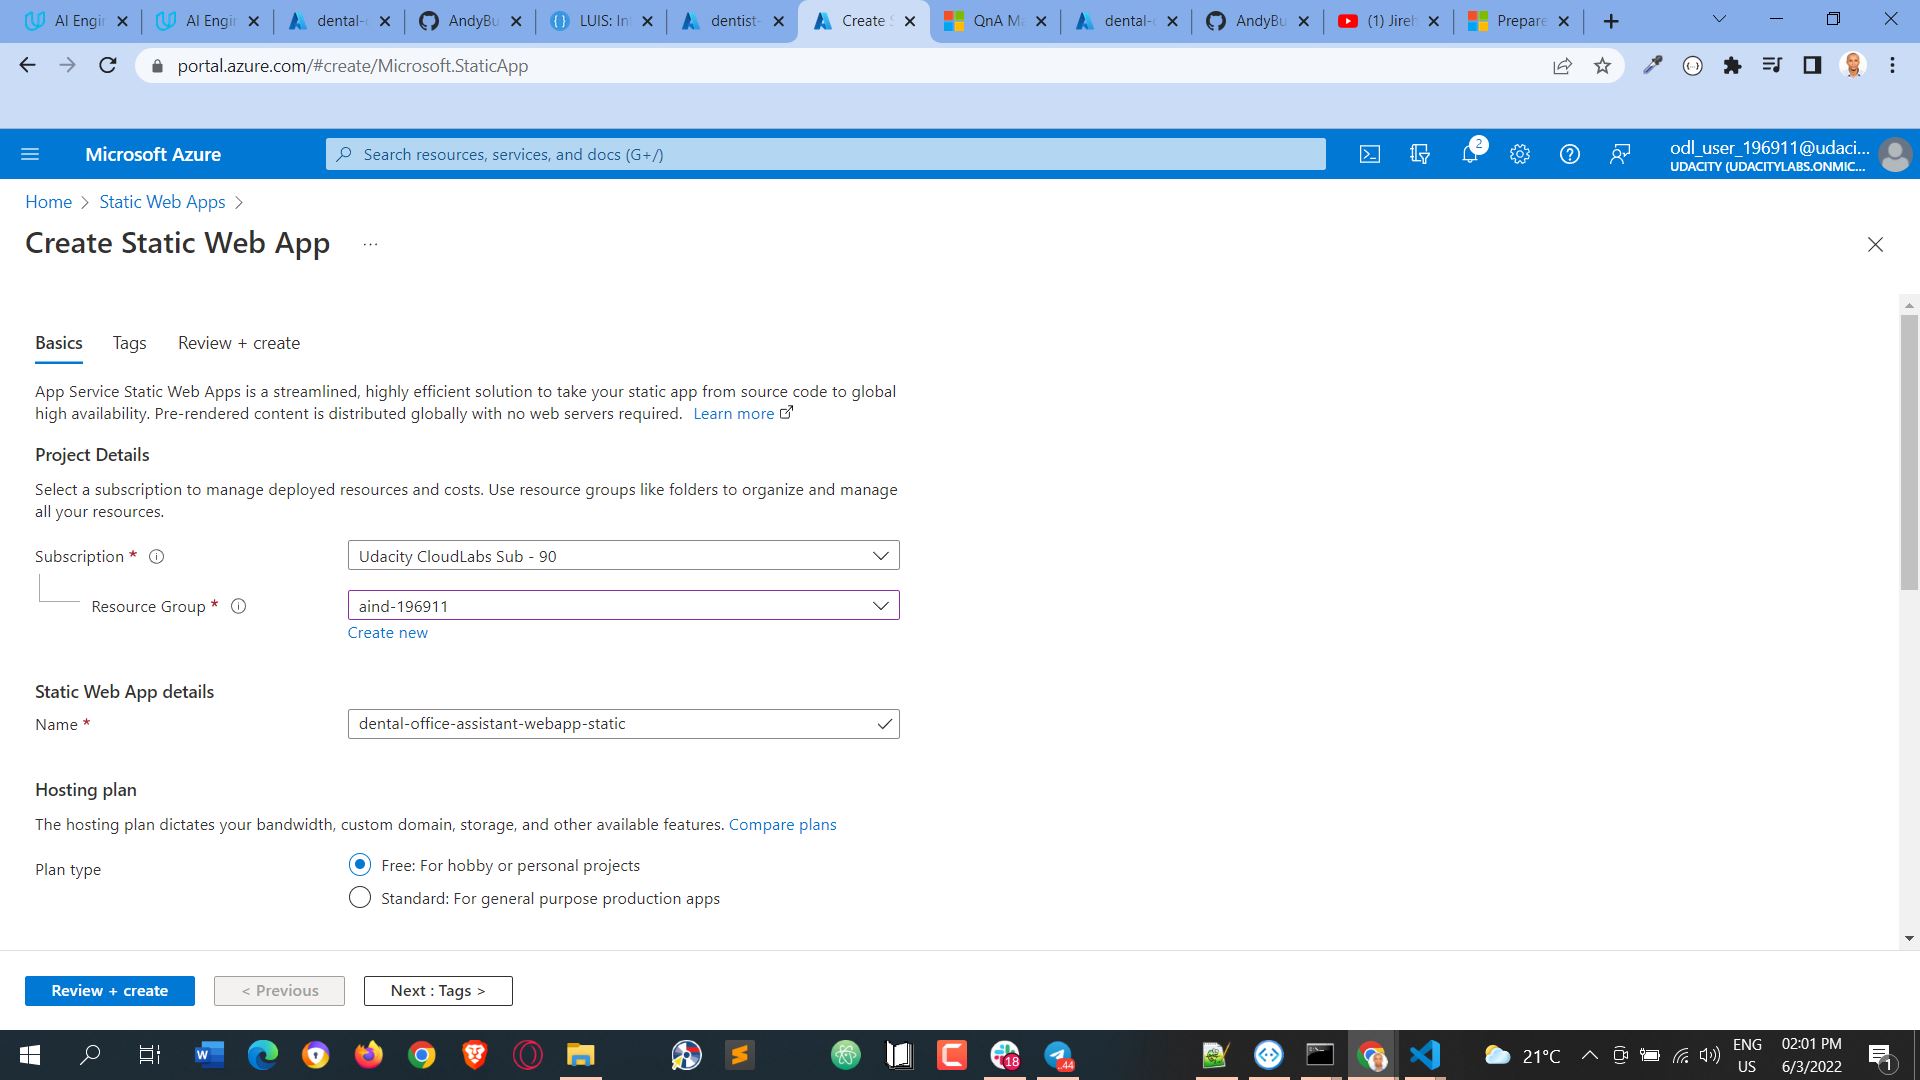 AI Engin
AI Engin
dental-o
AndyBu
LUIS: Int
dentist-
Create S
QnA Ma
dental-o
AndyBu
(1) Jireh
Prepare
portal.azure.com/#create/Microsoft.StaticApp
Microsoft Azure
Search resources, services, and docs (G+/)
2
odl_user_196911@udaci...
UDACITY (UDACITYLABS.ONMIC...
Home > Static Web Apps >
Create Static Web App ...
Basics
Tags
Review + create
App Service Static Web Apps is a streamlined, highly efficient solution to take your static app from source code to global
high availability. Pre-rendered content is distributed globally with no web servers required. Learn more
Project Details
Select a subscription to manage deployed resources and costs. Use resource groups like folders to organize and manage
all your resources.
Subscription *
Udacity CloudLabs Sub - 90
Resource Group *
aind-196911
Create new
Static Web App details
Name *
dental-office-assistant-webapp-static
Hosting plan
The hosting plan dictates your bandwidth, custom domain, storage, and other available features. Compare plans
Plan type
Free: For hobby or personal projects
Standard: For general purpose production apps
Review + create
< Previous
Next : Tags >
18
44
21°C
ENG
US
02:01 PM
6/3/2022
1